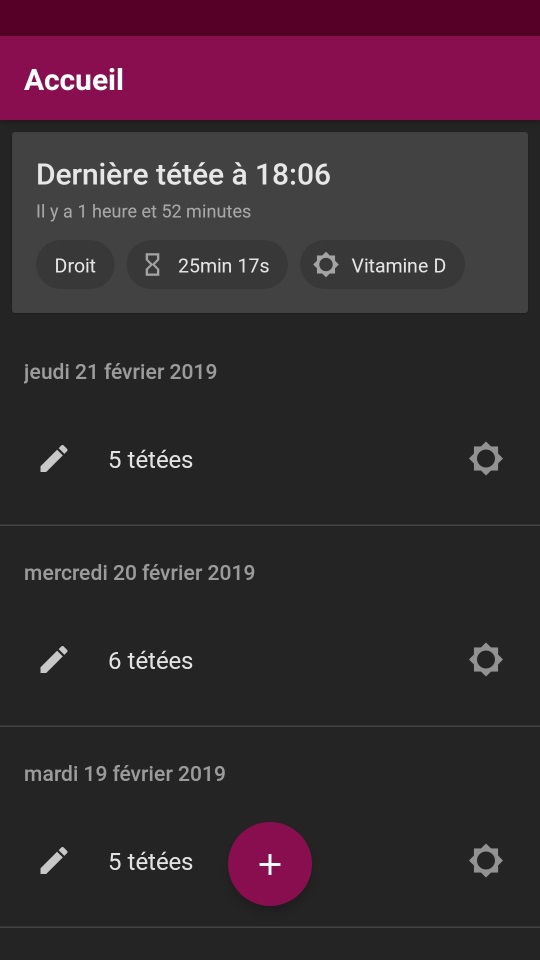 Accueil
Dernière tétée à 18:06
Il y a 1 heure et 52 minutes
Droit
25min 17s
Vitamine D
jeudi 21 février 2019
5 tétées
mercredi 20 février 2019
6 tétées
mardi 19 février 2019
5 tétées